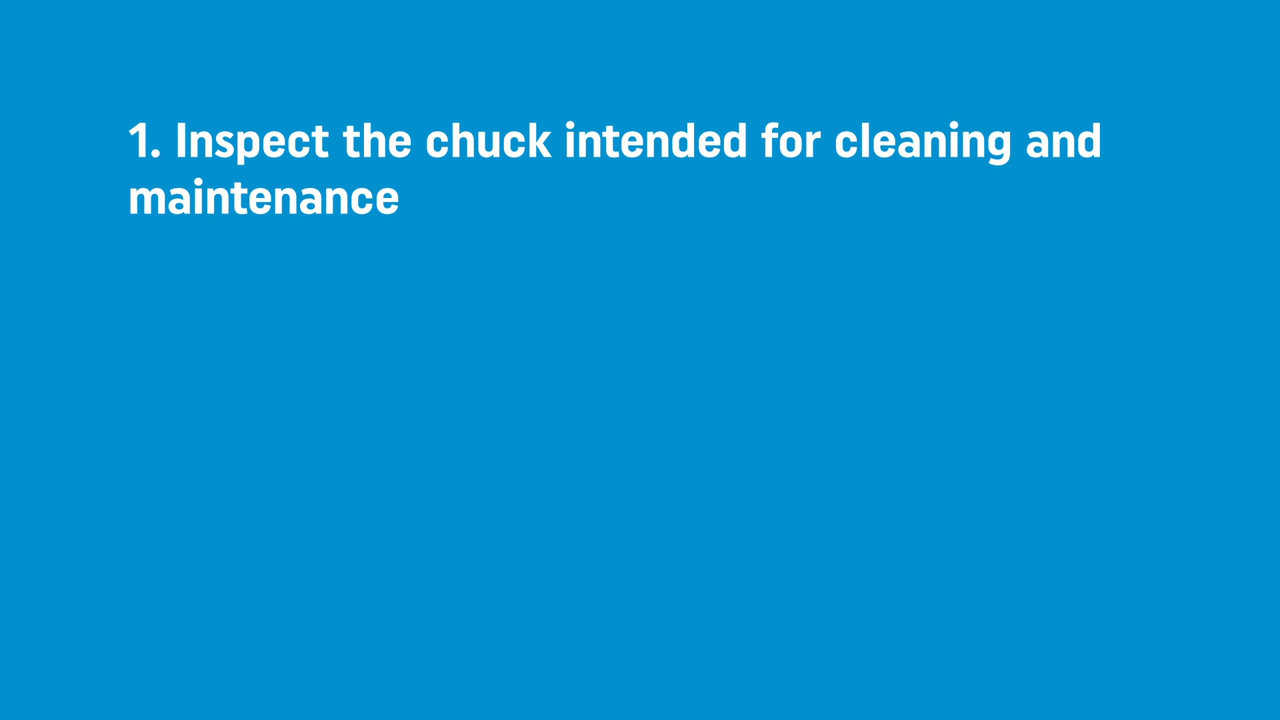 1. Inspect the chuck intended for cleaning and
maintenance